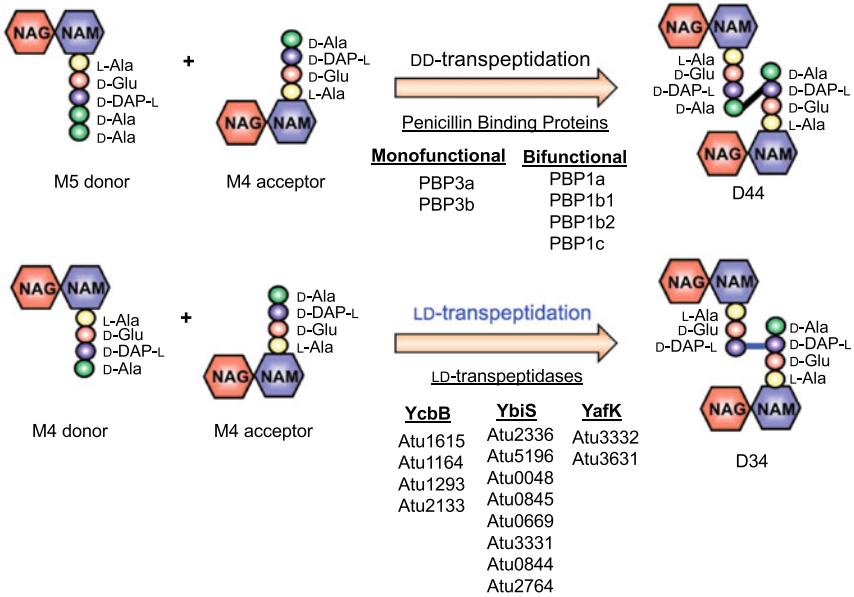 NAG NAM
L-Ala
D-Glu
D-DAP-L
D-Ala
D-Ala
M5 donor
+
D-Ala
D-DAP-L
D-Glu
L-Ala
NAG NAM
M4 acceptor
DD-transpeptidation
Penicillin Binding Proteins
Monofunctional
PBP3a
PBP3b
Bifunctional
PBP1a
PBP1b1
PBP1b2
PBP1c
NAG NAM
L-Ala
D-Glu
D-DAP-L
D-Ala
D-Ala
D-DAP-L
D-Glu
L-Ala
NAG NAM
D44
NAG NAM
L-Ala
D-Glu
D-DAP-L
D-Ala
M4 donor
+
D-Ala
D-DAP-L
D-Glu
L-Ala
NAG NAM
M4 acceptor
LD-transpeptidation
LD-transpeptidases
YcbB
Atu1615
Atu1164
Atu1293
Atu2133
YbiS
Atu2336
Atu5196
Atu0048
Atu0845
Atu0669
Atu3331
Atu0844
Atu2764
YafK
Atu3332
Atu3631
NAG NAM
L-Ala
D-Glu
D-DAP-L
D-Ala
D-DAP-L
D-Glu
L-Ala
NAG NAM
D34